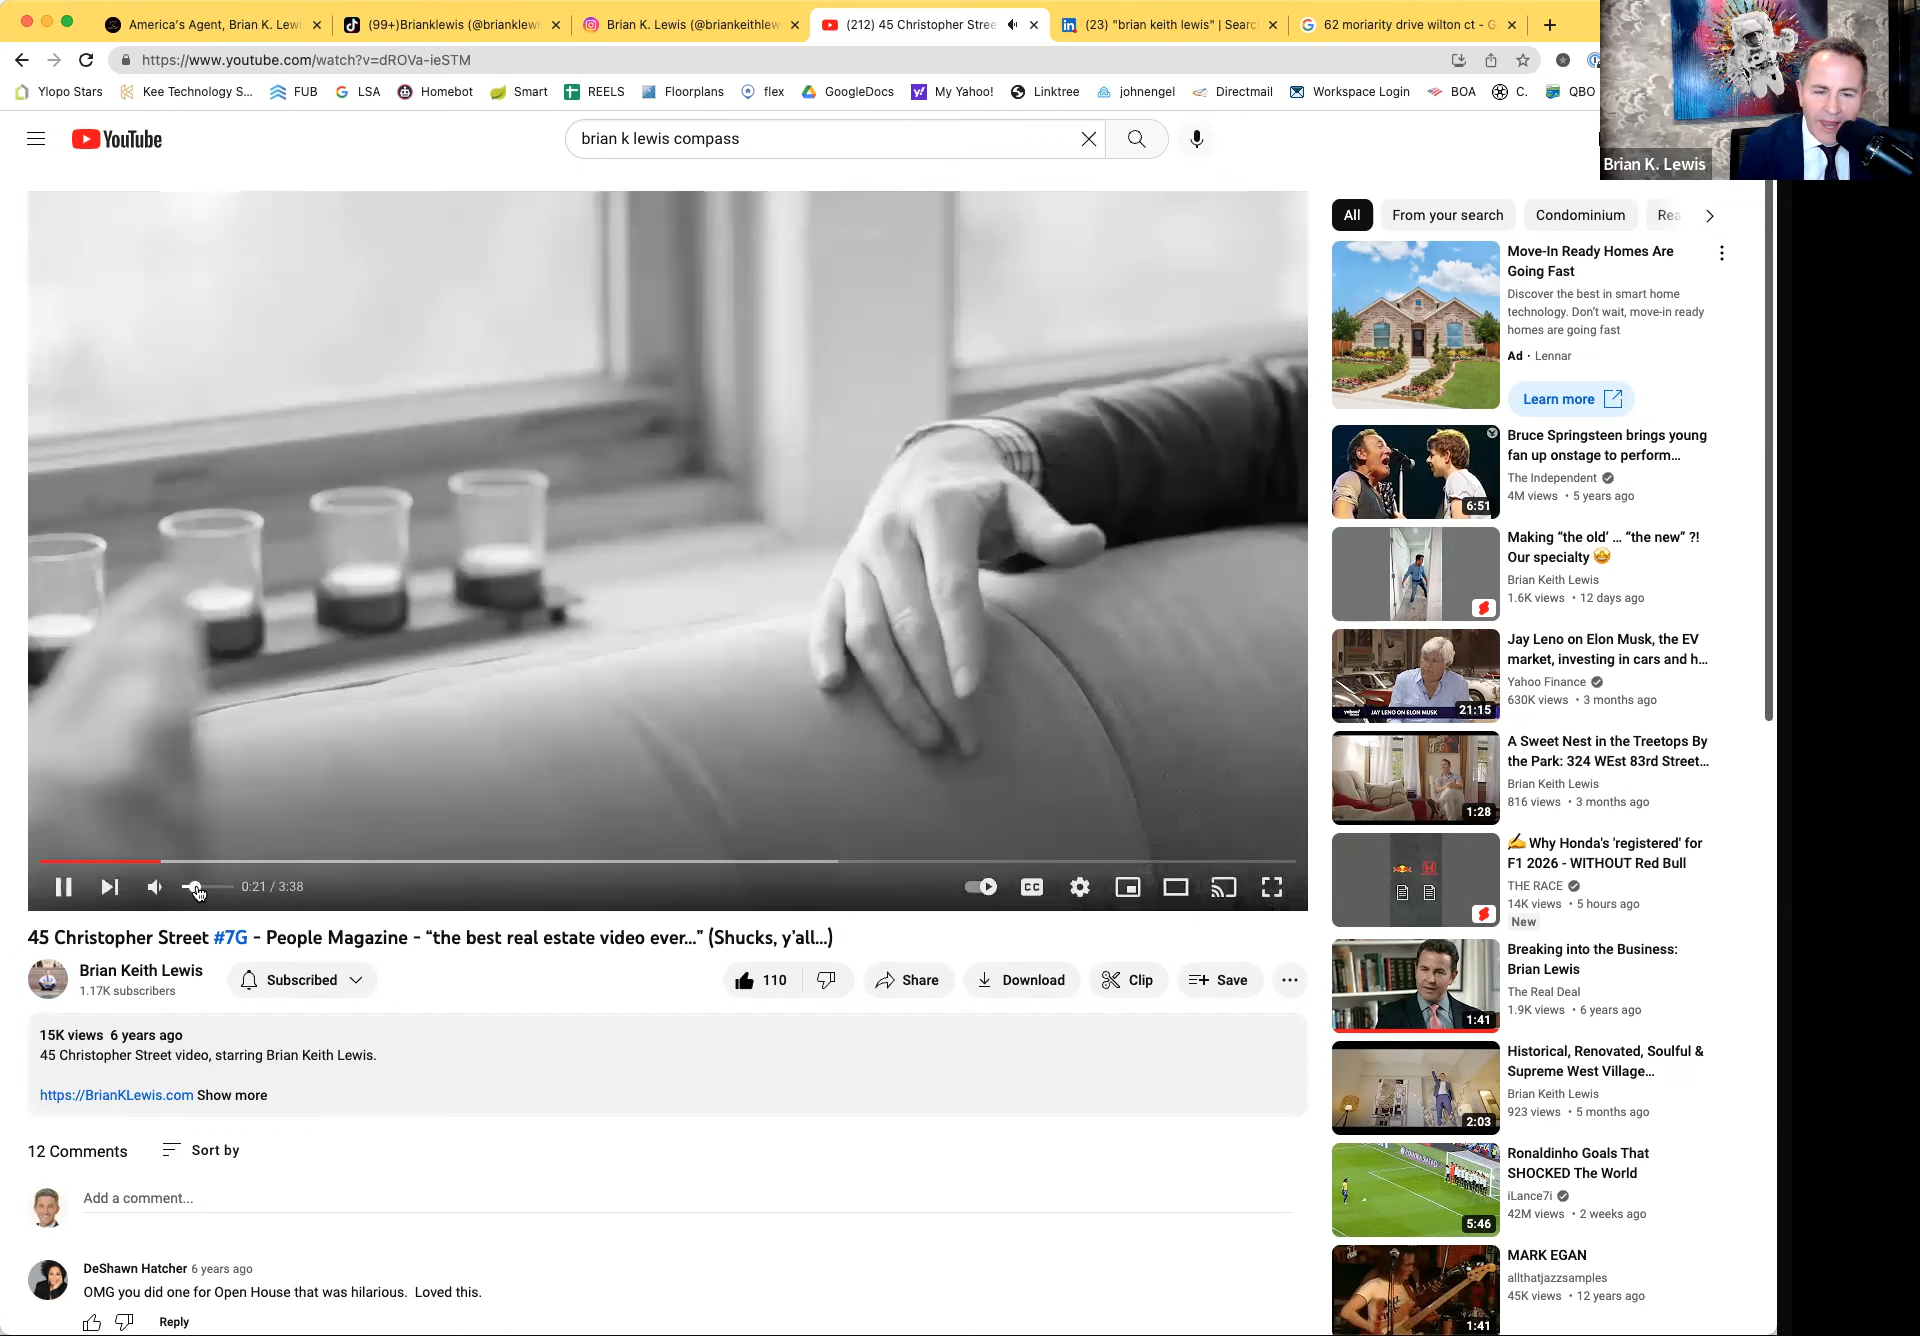 America's Agent, Brian K. Lewi
(99+)Brianklewis (@brianklewi
Brian K. Lewis (@briankeithlew
(212) 45 Christopher Stree
(23) "brian keith lewis" | Searc
62 moriarity drive wilton ct - G
https://www.youtube.com/watch?v=dROVa-ieSTM
Ylopo Stars
Kee Technology S...
FUB
LSA
Homebot
Smart
REELS
Floorplans
flex
GoogleDocs
My Yahoo!
Linktree
johnengel
Directmail
Workspace Login
BOA
C.
QBO
Brian K. Lewis
YouTube
brian k lewis compass
0:21 / 3:38
CC
45 Christopher Street #7G - People Magazine - “the best real estate video ever...” (Shucks, y’all...)
Brian Keith Lewis
1.17K subscribers
Subscribed
110
Share
Download
Clip
Save
15K views 6 years ago
45 Christopher Street video, starring Brian Keith Lewis.
https://BrianKLewis.com Show more
12 Comments
Sort by
Add a comment...
DeShawn Hatcher 6 years ago
OMG you did one for Open House that was hilarious. Loved this.
Reply
All
From your search
Condominium
Rea
Move-In Ready Homes Are
Going Fast
Discover the best in smart home
technology. Don't wait, move-in ready
homes are going fast
Ad · Lennar
Learn more
6:51
Bruce Springsteen brings young
fan up onstage to perform...
The Independent
4M views • 5 years ago
Making “the old’ ... “the new” ?!
Our specialty 🤩
Brian Keith Lewis
1.6K views • 12 days ago
JAY LENO ON ELON MUSK
21:15
Jay Leno on Elon Musk, the EV
market, investing in cars and h...
Yahoo Finance
630K views • 3 months ago
1:28
A Sweet Nest in the Treetops By
the Park: 324 WEst 83rd Street...
Brian Keith Lewis
816 views • 3 months ago
✍️ Why Honda's 'registered' for
F1 2026 - WITHOUT Red Bull
THE RACE
14K views • 5 hours ago
New
1:41
Breaking into the Business:
Brian Lewis
The Real Deal
1.9K views • 6 years ago
2:03
Historical, Renovated, Soulful &
Supreme West Village...
Brian Keith Lewis
923 views • 5 months ago
5:46
Ronaldinho Goals That
SHOCKED The World
iLance7i
42M views • 2 weeks ago
1:41
MARK EGAN
allthatjazzsamples
45K views • 12 years ago